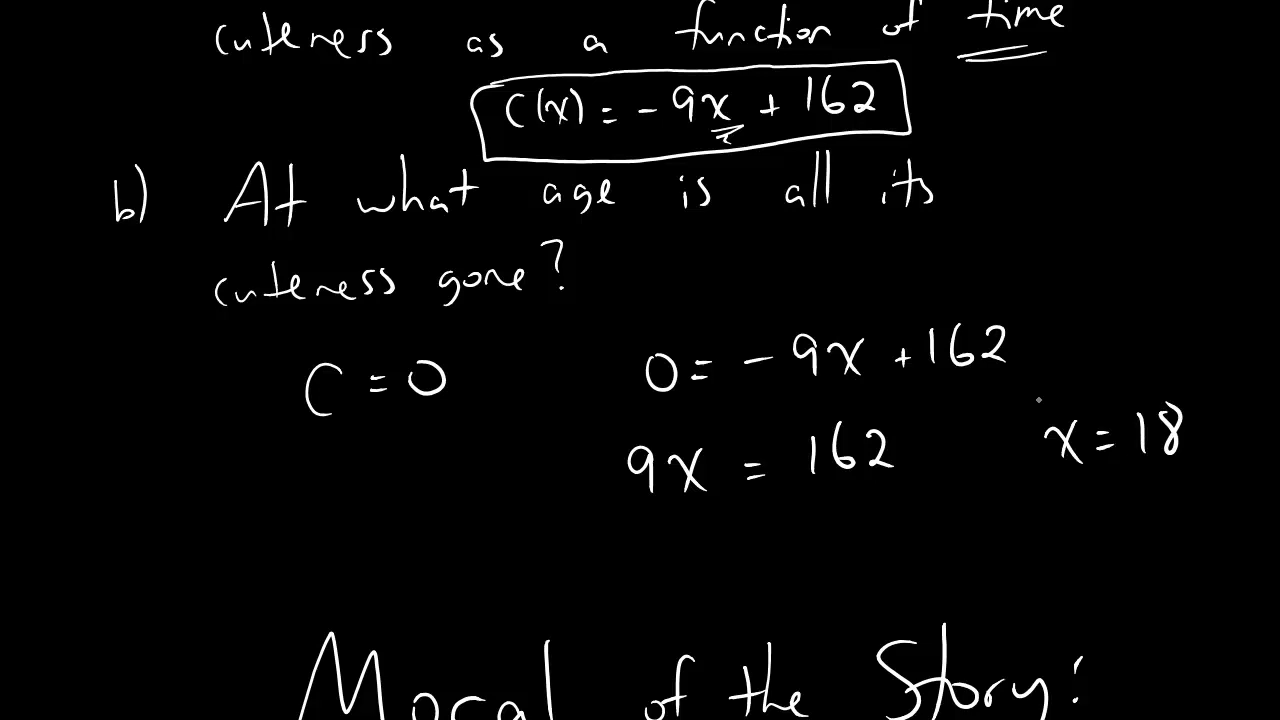 cuteness as a function of time
C(x) = - 9x + 162
b) At what age is all its
cuteness gone?
C = 0 0 = - 9x + 162
9x = 162 x = 18
Moral of the Story: